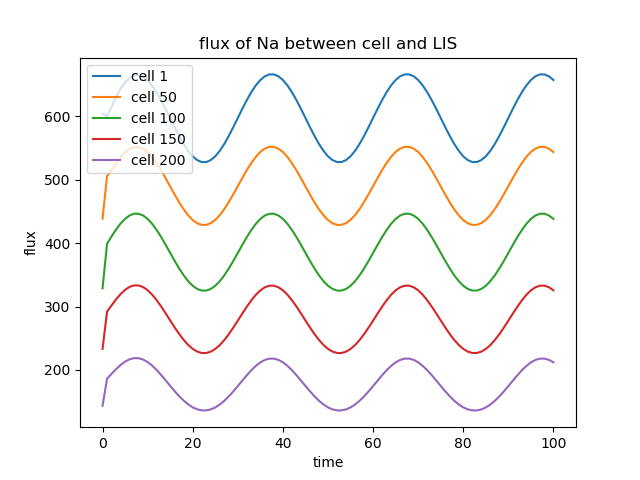 flux of Na between cell and LIS
cell 1
cell 50
cell 100
cell 150
cell 200
600
500
400
300
200
flux
0 20 40 60 80 100
time